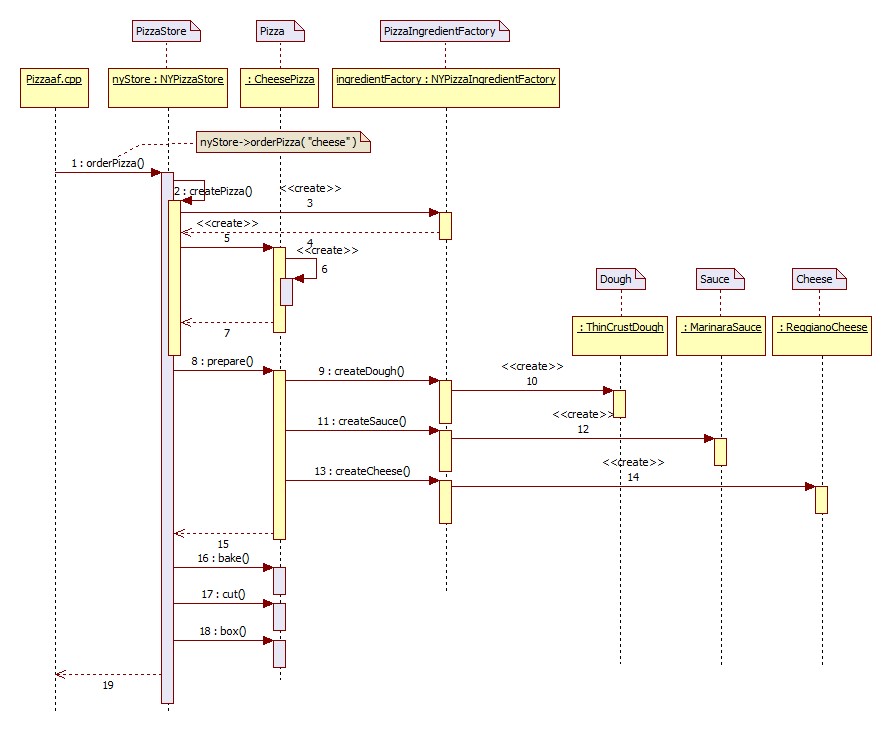 PizzaStore
Pizza
PizzaIngredientFactory
Pizzaaf.cpp
nyStore : NYPizzaStore
: CheesePizza
ingredientFactory : NYPizzaIngredientFactory
nyStore->orderPizza( "cheese" )
1 : orderPizza()
2 : createPizza()
<<create>>
3
<<create>>
4
5
<<create>>
6
Dough
Sauce
Cheese
: ThinCrustDough
: MarinaraSauce
: ReggianoCheese
7
8 : prepare()
9 : createDough()
<<create>>
10
11 : createSauce()
<<create>>
12
13 : createCheese()
<<create>>
14
15
16 : bake()
17 : cut()
18 : box()
19